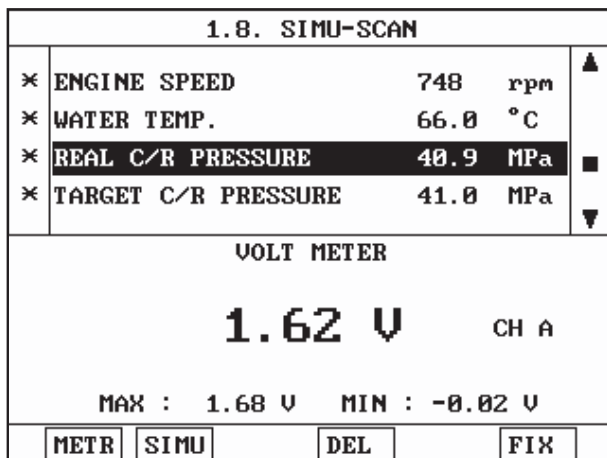 1.8. SIMU-SCAN
* ENGINE SPEED 748 rpm
* WATER TEMP. 66.0 °C
* REAL C/R PRESSURE 40.9 MPa
* TARGET C/R PRESSURE 41.0 MPa
VOLT METER
1.62 V CH A
MAX : 1.68 V MIN : -0.02 V
METR SIMU DEL FIX